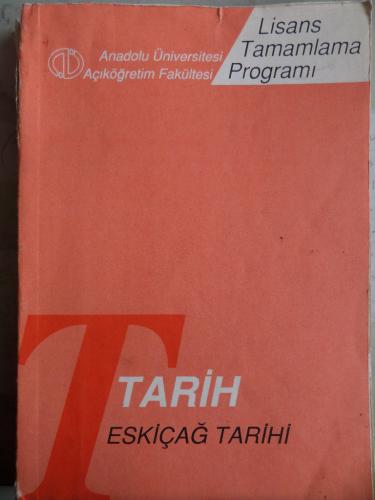 Anadolu Üniversitesi
Açıköğretim Fakültesi
Lisans
Tamamlama
Programı
T
TARİH
ESKİÇAĞ TARİHİ